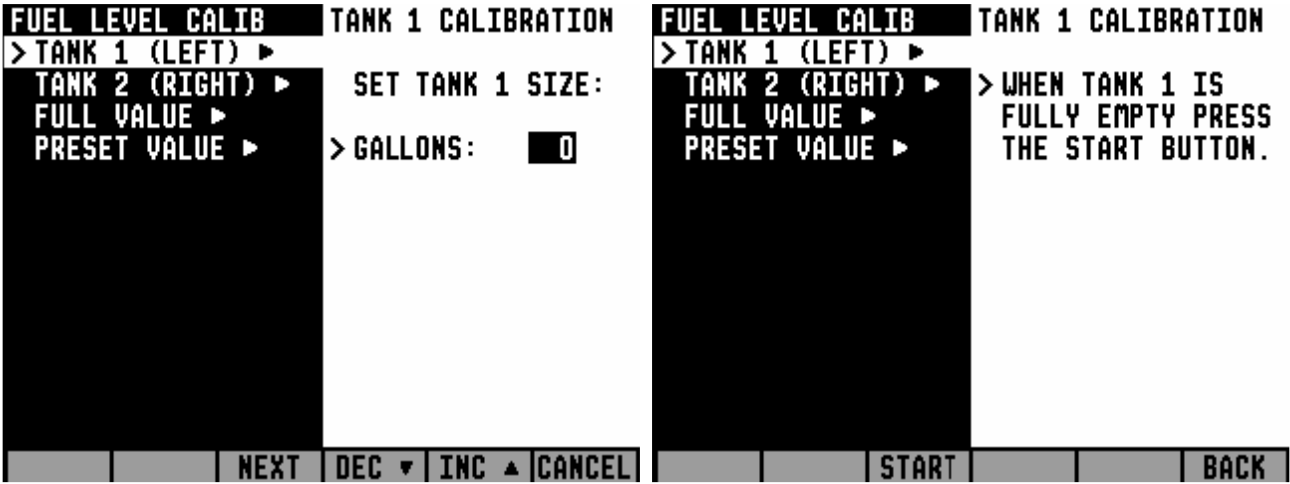 FUEL LEVEL CALIB
> TANK 1 (LEFT) ►
TANK 2 (RIGHT) ►
FULL VALUE ►
PRESET VALUE ►
TANK 1 CALIBRATION
SET TANK 1 SIZE:
> GALLONS: 0
NEXT DEC ▼ INC ▲ CANCEL
FUEL LEVEL CALIB
> TANK 1 (LEFT) ►
TANK 2 (RIGHT) ►
FULL VALUE ►
PRESET VALUE ►
TANK 1 CALIBRATION
> WHEN TANK 1 IS
FULLY EMPTY PRESS
THE START BUTTON.
START BACK